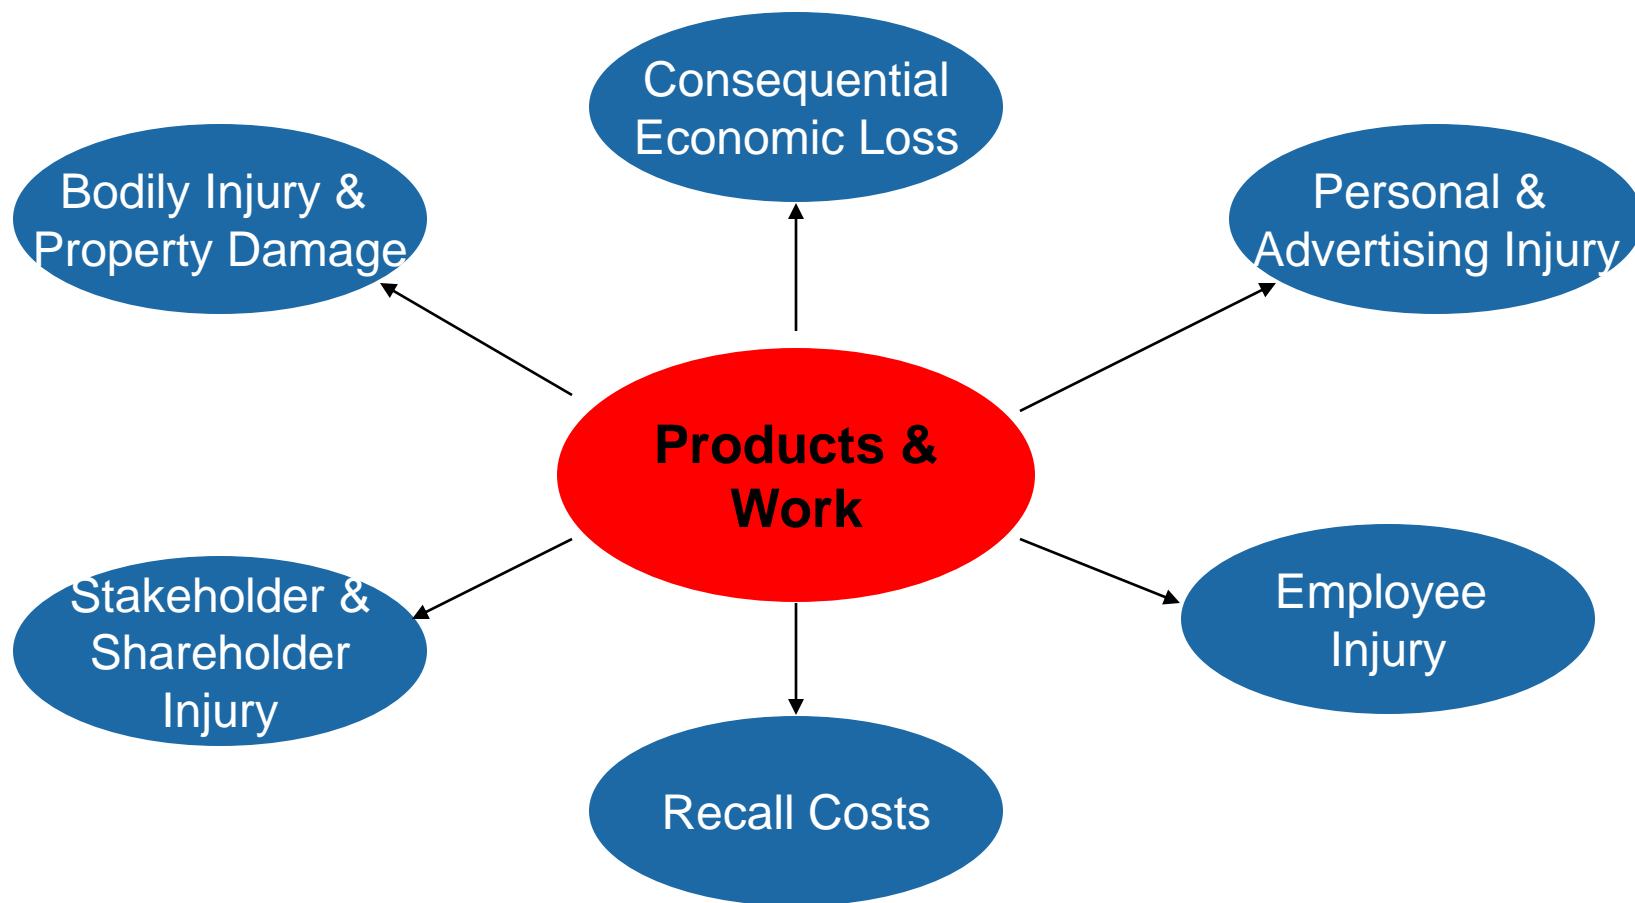 Consequential
Economic Loss
Bodily Injury &
Property Damage
Personal &
Advertising Injury
Products &
Work
Stakeholder &
Shareholder
Injury
Employee
Injury
Recall Costs